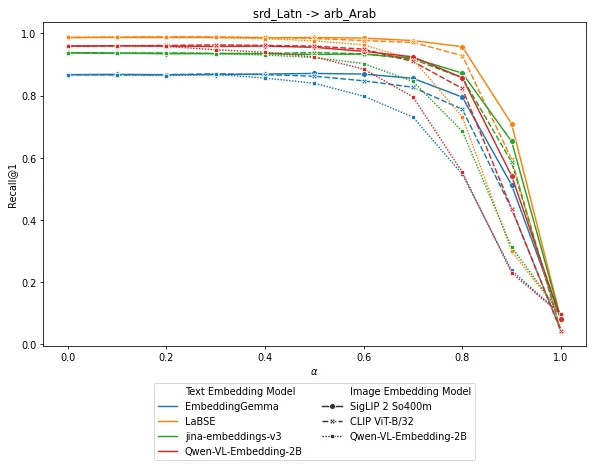 srd_Latn -> arb_Arab
Recall@1
1.0
0.8
0.6
0.4
0.2
0.0
0.0 0.2 0.4 0.6 0.8 1.0
α
Text Embedding Model Image Embedding Model
EmbeddingGemma SigLIP 2 So400m
LaBSE CLIP ViT-B/32
jina-embeddings-v3 Qwen-VL-Embedding-2B
Qwen-VL-Embedding-2B